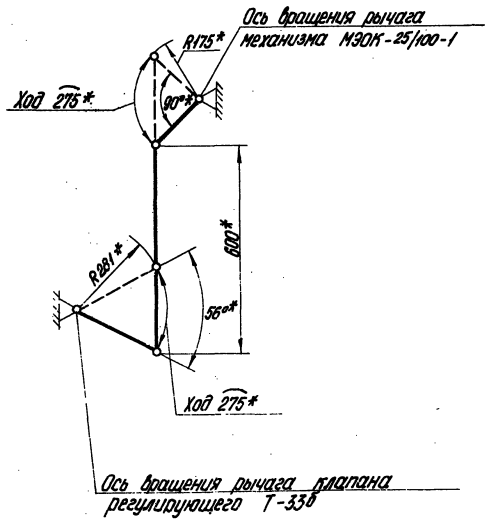 Ось вращения рычага
механизма МЭОК-25/100-1
R175*
90°*
Ход 275*
600*
R281*
56°*
Ход 275*
Ось вращения рычага клапана
регулирующего Т-33б